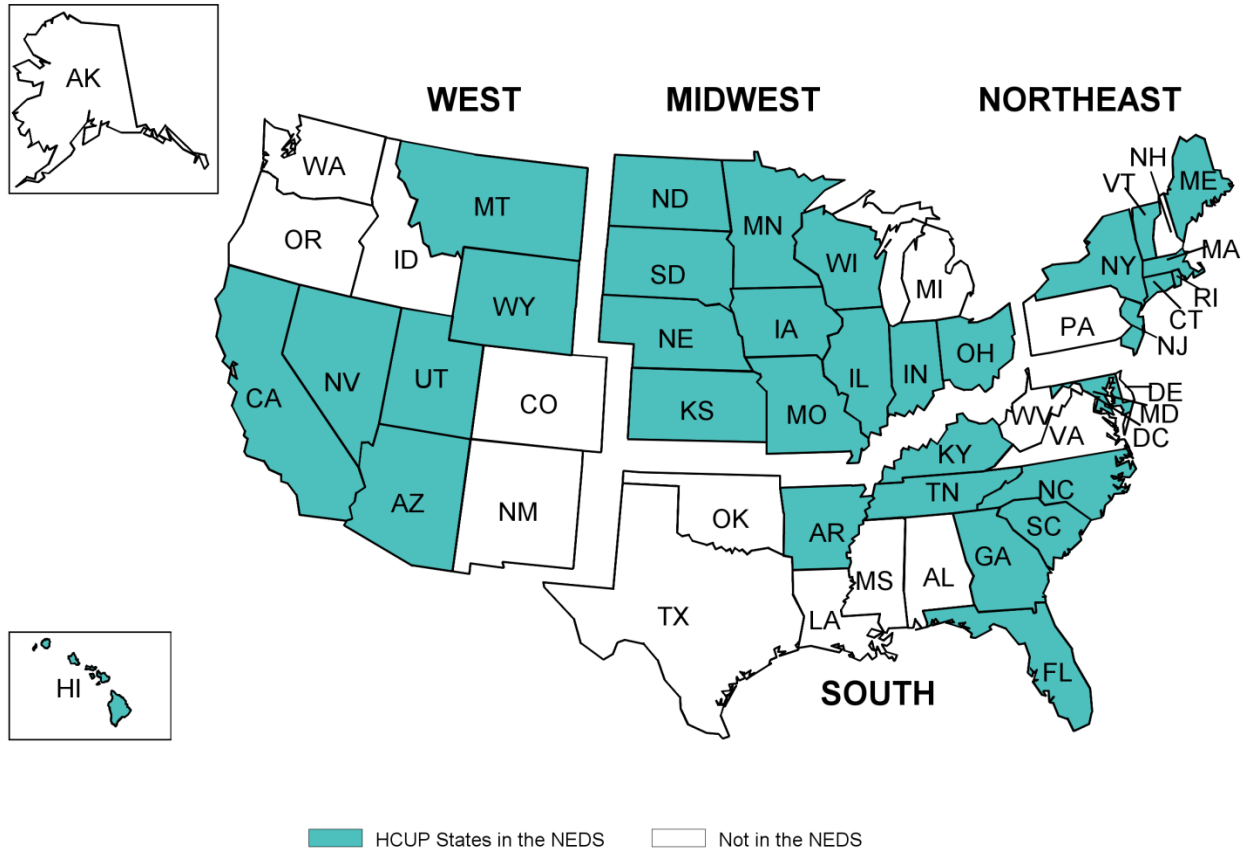 AK
WEST MIDWEST NORTHEAST
NH
WA
VT
ME
MT
ND
MN
OR
MA
ID
NY
SD
WI
MI
RI
WY
CT
PA
IA
NJ
NE
OH
UT
IL
IN
NV
DE
CA
CO
KS
MO
WV
MD
VA
DC
KY
TN
NC
AZ
NM
OK
SC
AR
GA
MS
AL
TX
LA
FL
HI
SOUTH
HCUP States in the NEDS Not in the NEDS